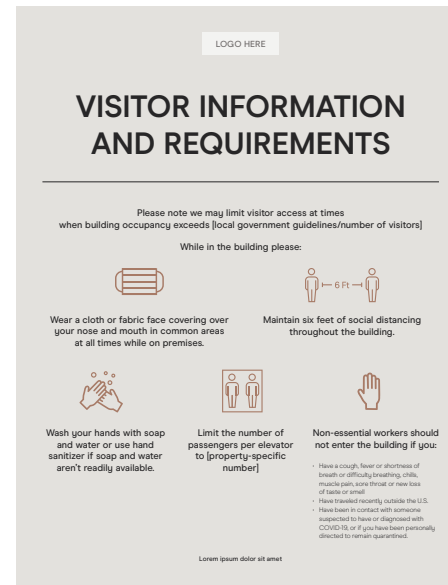 LOGO HERE
VISITOR INFORMATION
AND REQUIREMENTS
Please note we may limit visitor access at times
when building occupancy exceeds [local government guidelines/number of visitors]
While in the building please:
6 Ft
Wear a cloth or fabric face covering over
your nose and mouth in common areas
at all times while on premises.
Maintain six feet of social distancing
throughout the building.
Wash your hands with soap
and water or use hand
sanitizer if soap and water
aren't readily available.
Limit the number of
passengers per elevator
to [property-specific
number]
Non-essential workers should
not enter the building if you:
• Have a cough, fever or shortness of
breath or difficulty breathing, chills,
muscle pain, sore throat or new loss
of taste or smell
• Have traveled recently outside the U.S.
• Have been in contact with someone
suspected to have or diagnosed with
COVID-19, or if you have been personally
directed to remain quarantined.
Lorem ipsum dolor sit amet